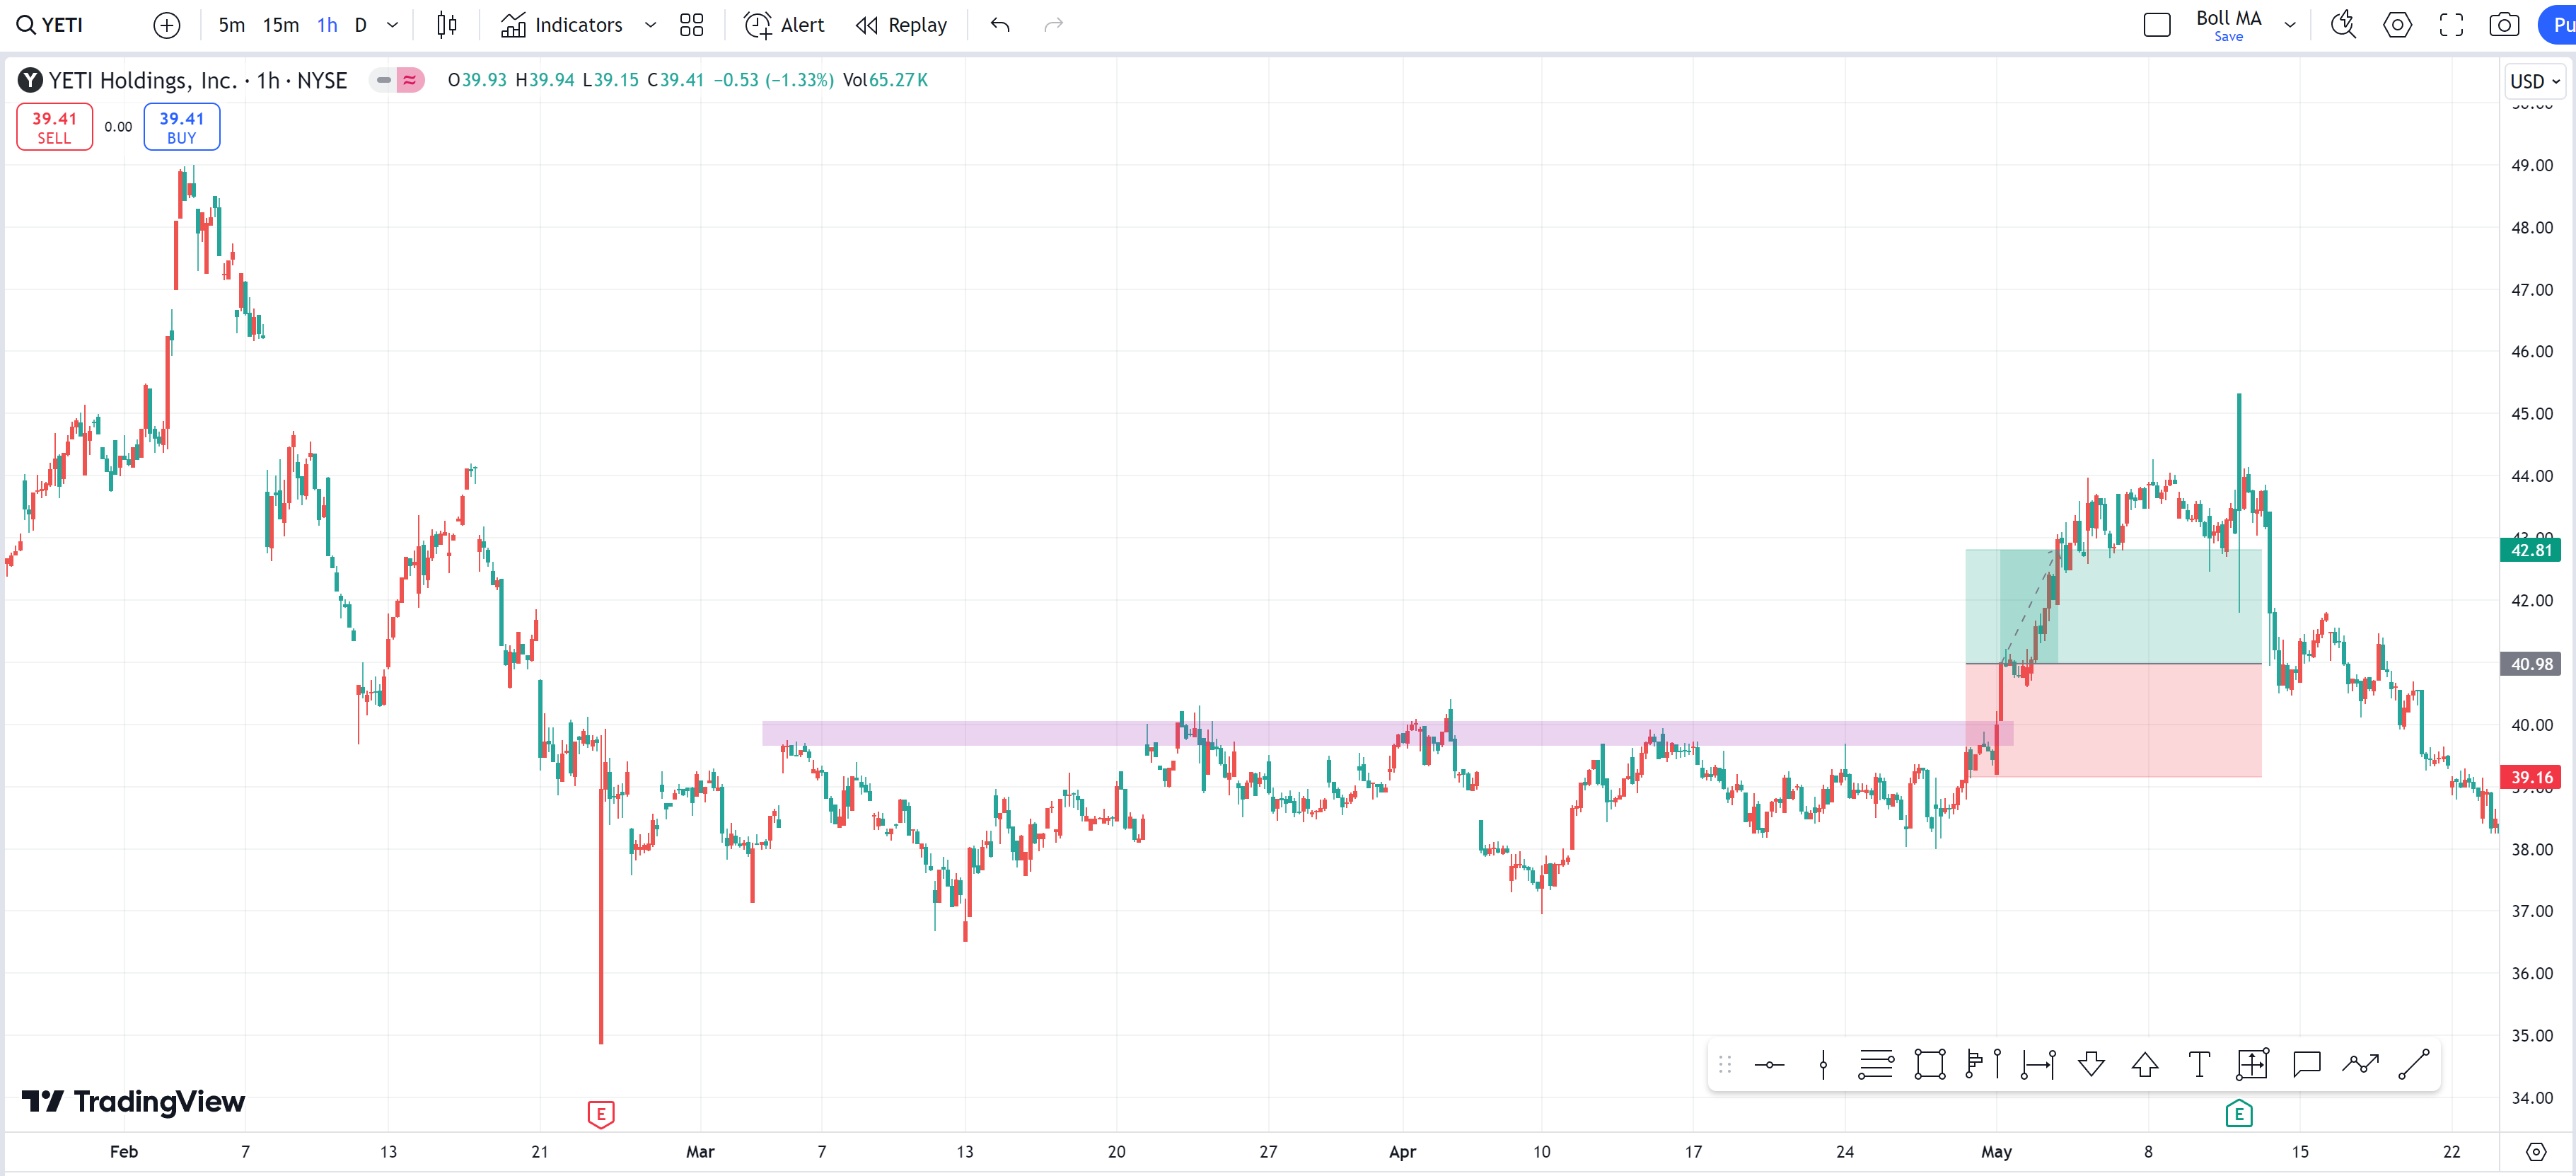 YETI 5m 15m 1h D Indicators Alert Replay Boll MA Pu
Save
YETI Holdings, Inc. · 1h · NYSE O39.93 H39.94 L39.15 C39.41 −0.53 (−1.33%) Vol65.27K USD
39.41 0.00 39.41
SELL BUY
49.00
48.00
47.00
46.00
45.00
44.00
43.00
42.81
42.00
40.98
40.00
39.16
39.00
38.00
37.00
36.00
35.00
T
TradingView
E E
34.00
Feb 7 13 21 Mar 7 13 20 27 Apr 10 17 24 May 8 15 22